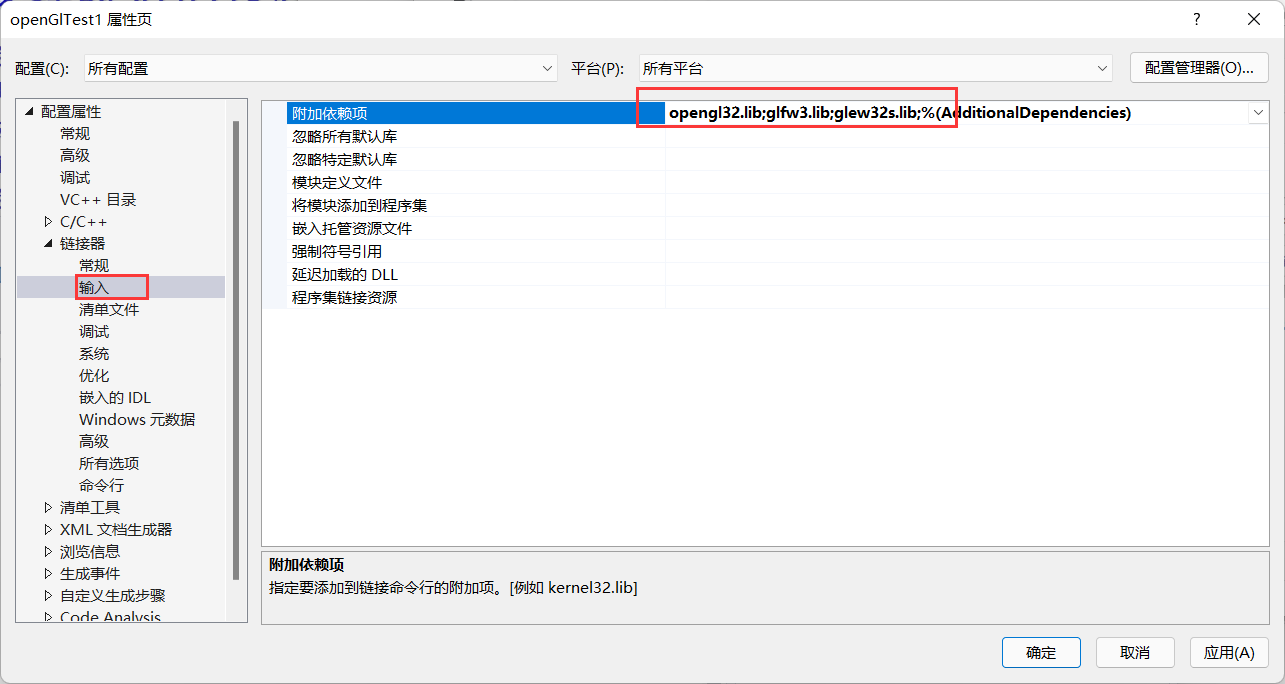 openGlTest1 属性页
?
配置(C): 所有配置 平台(P): 所有平台 配置管理器(O)...
配置属性
常规
高级
调试
VC++ 目录
C/C++
链接器
常规
输入
清单文件
调试
系统
优化
嵌入的 IDL
Windows 元数据
高级
所有选项
命令行
清单工具
XML 文档生成器
浏览信息
生成事件
自定义生成步骤
Code Analysis
附加依赖项 opengl32.lib;glfw3.lib;glew32s.lib;%(AdditionalDependencies)
忽略所有默认库
忽略特定默认库
模块定义文件
将模块添加到程序集
嵌入托管资源文件
强制符号引用
延迟加载的 DLL
程序集链接资源
附加依赖项
指定要添加到链接命令行的附加项。[例如 kernel32.lib]
确定 取消 应用(A)